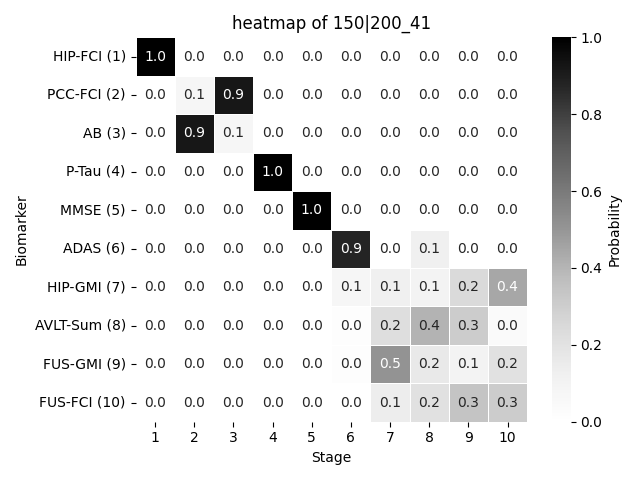 heatmap of 150|200_41
HIP-FCI (1) 1.0 0.0 0.0 0.0 0.0 0.0 0.0 0.0 0.0 0.0
PCC-FCI (2) 0.0 0.1 0.9 0.0 0.0 0.0 0.0 0.0 0.0 0.0
AB (3) 0.0 0.9 0.1 0.0 0.0 0.0 0.0 0.0 0.0 0.0
P-Tau (4) 0.0 0.0 0.0 1.0 0.0 0.0 0.0 0.0 0.0 0.0
MMSE (5) 0.0 0.0 0.0 0.0 1.0 0.0 0.0 0.0 0.0 0.0
ADAS (6) 0.0 0.0 0.0 0.0 0.0 0.9 0.0 0.1 0.0 0.0
HIP-GMI (7) 0.0 0.0 0.0 0.0 0.0 0.1 0.1 0.1 0.2 0.4
AVLT-Sum (8) 0.0 0.0 0.0 0.0 0.0 0.0 0.2 0.4 0.3 0.0
FUS-GMI (9) 0.0 0.0 0.0 0.0 0.0 0.0 0.5 0.2 0.1 0.2
FUS-FCI (10) 0.0 0.0 0.0 0.0 0.0 0.0 0.1 0.2 0.3 0.3
1 2 3 4 5 6 7 8 9 10
Stage
Biomarker
1.0
0.8
0.6
0.4
0.2
0.0
Probability